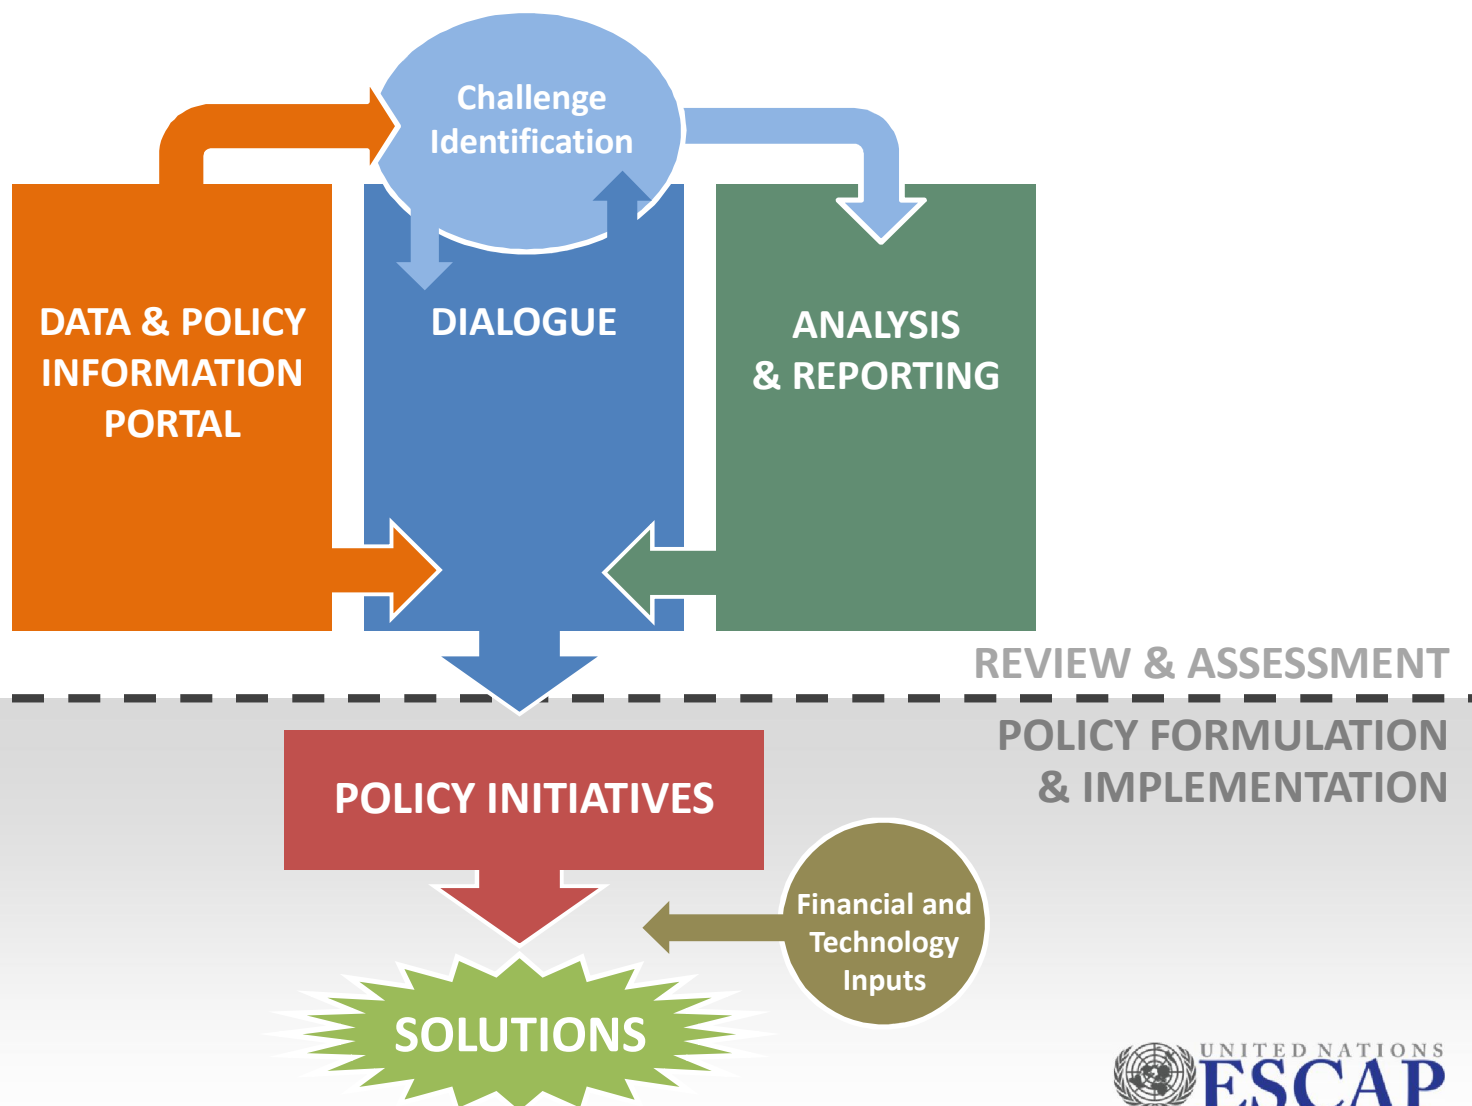 Challenge
Identification
DATA & POLICY
INFORMATION
PORTAL
DIALOGUE
ANALYSIS
& REPORTING
REVIEW & ASSESSMENT
POLICY FORMULATION
& IMPLEMENTATION
POLICY INITIATIVES
Financial and
Technology
Inputs
SOLUTIONS
UNITED NATIONS
ESCAP